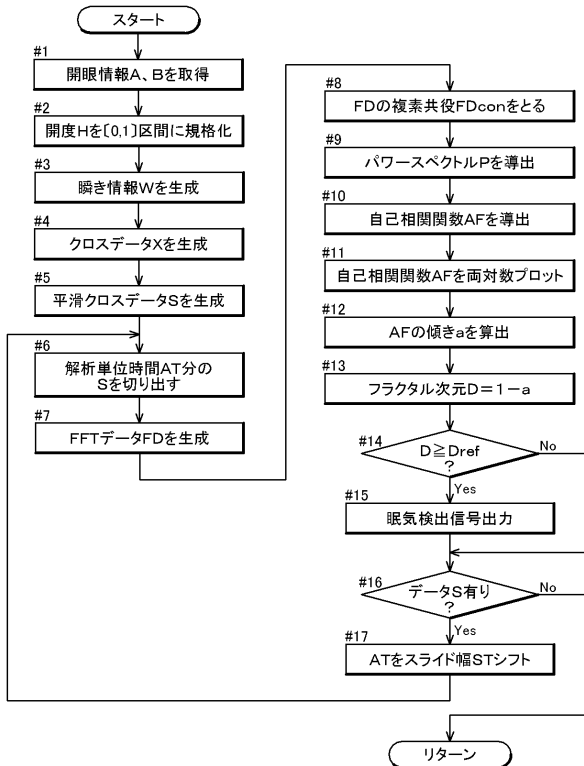 スタート
#1
開眼情報A、Bを取得
#2
開度Hを〔0,1〕区間に規格化
#3
瞬き情報Wを生成
#4
クロスデータXを生成
#5
平滑クロスデータSを生成
#6
解析単位時間AT分の
Sを切り出す
#7
FFTデータFDを生成
#8
FDの複素共役FDconをとる
#9
パワースペクトルPを導出
#10
自己相関関数AFを導出
#11
自己相関関数AFを両対数プロット
#12
AFの傾きaを算出
#13
フラクタル次元D=1-a
#14
D≧Dref
?
No
Yes
#15
眠気検出信号出力
#16
データS有り
?
No
Yes
#17
ATをスライド幅STシフト
リターン